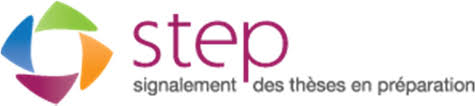 step
signalement des thèses en préparation